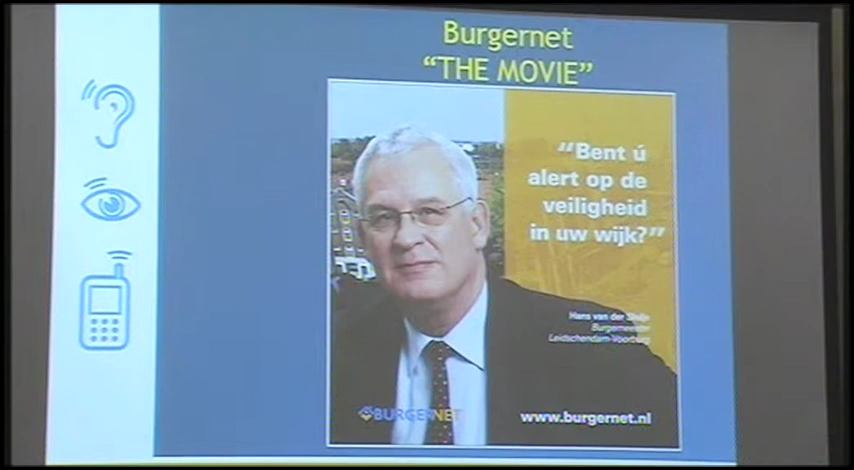 Burgernet
“THE MOVIE”
“Bent ú
alert op de
veiligheid
in uw wijk?”
Hans van der
Burgemeester
Leidschendam-Voorburg
BURGERNET
www.burgernet.nl